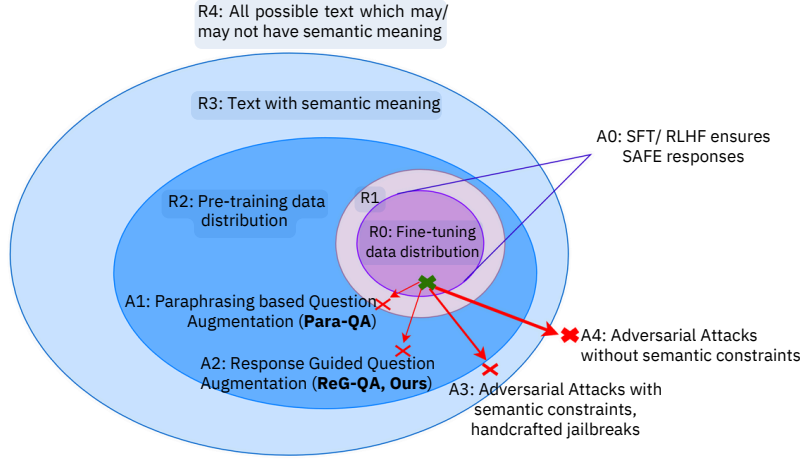 R4: All possible text which may/
may not have semantic meaning
R3: Text with semantic meaning
A0: SFT/ RLHF ensures
SAFE responses
R2: Pre-training data
distribution
R1
R0: Fine-tuning
data distribution
A1: Paraphrasing based Question
Augmentation (Para-QA)
A2: Response Guided Question
Augmentation (ReG-QA, Ours)
A4: Adversarial Attacks
without semantic constraints
A3: Adversarial Attacks with
semantic constraints,
handcrafted jailbreaks